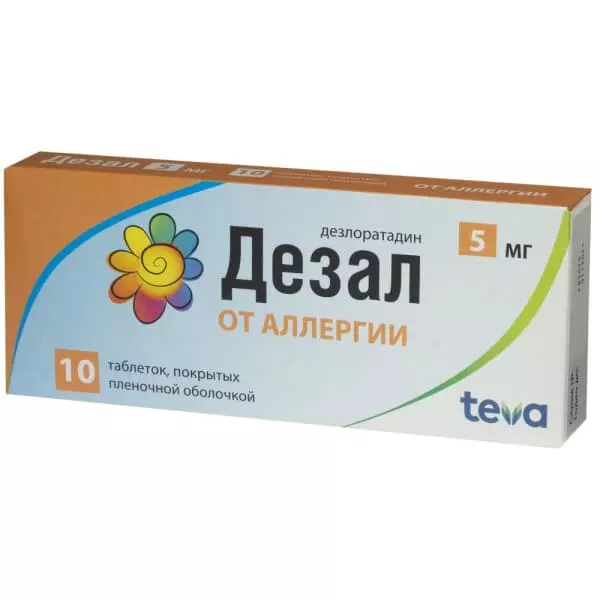 Дезал 5 мг 10
ОТ АЛЛЕРГИИ
дезлоратадин
5 мг
Дезал
ОТ АЛЛЕРГИИ
10 таблеток, покрытых
пленочной оболочкой
teva